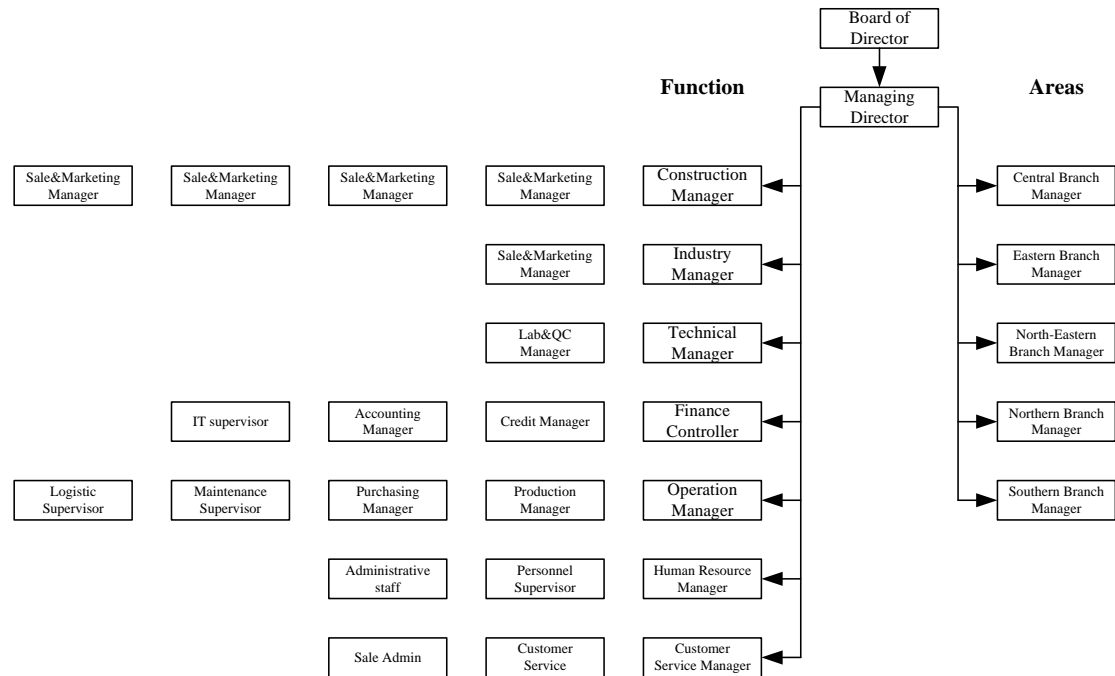 Board of
Director
Function
Managing
Director
Areas
Sale&Marketing
Manager
Sale&Marketing
Manager
Sale&Marketing
Manager
Sale&Marketing
Manager
Construction
Manager
Central Branch
Manager
Sale&Marketing
Manager
Industry
Manager
Eastern Branch
Manager
Lab&QC
Manager
Technical
Manager
North-Eastern
Branch Manager
IT supervisor
Accounting
Manager
Credit Manager
Finance
Controller
Northern Branch
Manager
Logistic
Supervisor
Maintenance
Supervisor
Purchasing
Manager
Production
Manager
Operation
Manager
Southern Branch
Manager
Administrative
staff
Personnel
Supervisor
Human Resource
Manager
Sale Admin
Customer
Service
Customer
Service Manager